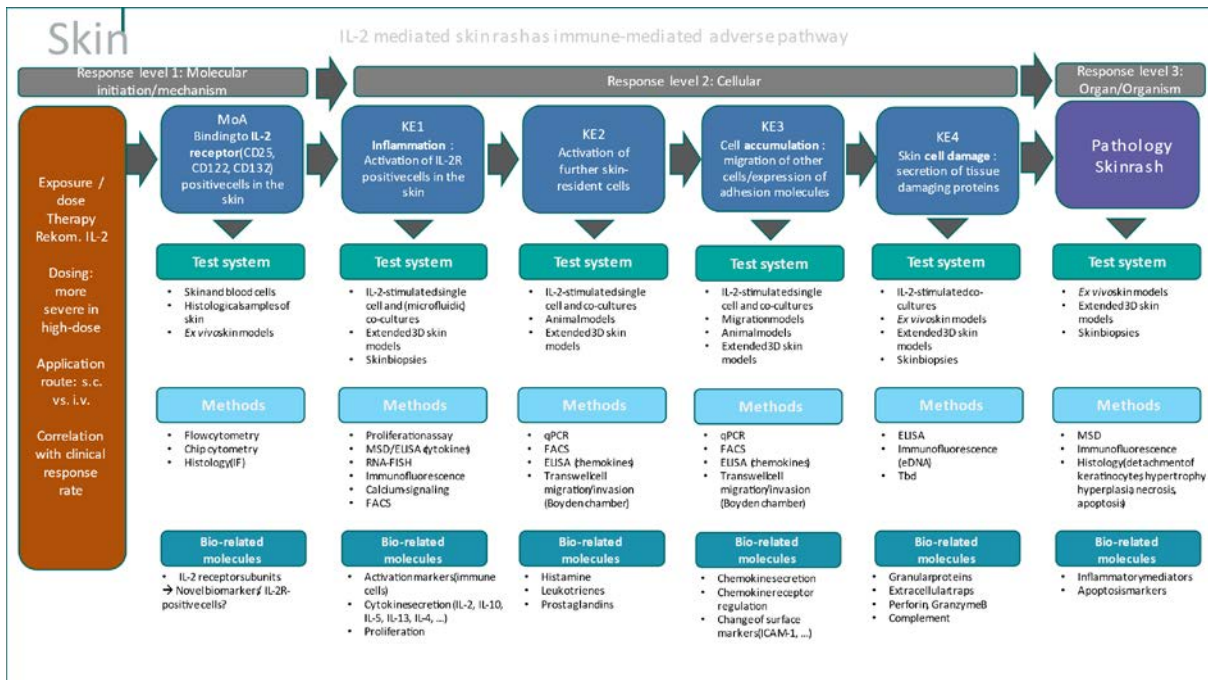 Skin
IL-2 mediated skin rash as immune-mediated adverse pathway
Response level 1: Molecular
initiation/mechanism
Response level 2: Cellular
Response level 3:
Organ/Organism
Exposure /
dose
Therapy
Rekom. IL-2
Dosing:
more
severe in
high-dose
Application
route: s.c.
vs. i.v.
Correlation
with clinical
response
rate
MoA
Binding to IL-2
receptor (CD25,
CD122, CD132)
positive cells in the
skin
Test system
• Skin and blood cells
• Histological samples of
skin
• Ex vivo skin models
Methods
• Flow cytometry
• Chip cytometry
• Histology (IF)
Bio-related
molecules
• IL-2 receptor subunits
→ Novel biomarkers/ IL-2R-
positive cells?
KE1
Inflammation :
Activation of IL-2R
positive cells in the
skin
Test system
• IL-2-stimulated single
cell and (microfluidic)
co-cultures
• Extended 3D skin
models
• Skin biopsies
Methods
• Proliferation assay
• MSD/ELISA (cytokines)
• RNA-FISH
• Immunofluorescence
• Calcium-signaling
• FACS
Bio-related
molecules
• Activation markers (immune
cells)
• Cytokine secretion (IL-2, IL-10,
IL-5, IL-13, IL-4, ...)
• Proliferation
KE2
Activation of
further skin-
resident cells
Test system
• IL-2-stimulated single
cell and co-cultures
• Animal models
• Extended 3D skin
models
Methods
• qPCR
• FACS
• ELISA (chemokines)
• Transwell cell
migration/invasion
(Boyden chamber)
Bio-related
molecules
• Histamine
• Leukotrienes
• Prostaglandins
KE3
Cell accumulation :
migration of other
cells/expression of
adhesion molecules
Test system
• IL-2-stimulated single
cell and co-cultures
• Migration models
• Animal models
• Extended 3D skin
models
Methods
• qPCR
• FACS
• ELISA (chemokines)
• Transwell cell
migration/invasion
(Boyden chamber)
Bio-related
molecules
• Chemokine secretion
• Chemokine receptor
regulation
• Change of surface
markers (ICAM-1, ...)
KE4
Skin cell damage :
secretion of tissue
damaging proteins
Test system
• IL-2-stimulated co-
cultures
• Ex vivo skin models
• Extended 3D skin
models
• Skin biopsies
Methods
• ELISA
• Immunofluorescence
(eDNA)
• Tbd
Bio-related
molecules
• Granular proteins
• Extracellular traps
• Perforin, Granzyme B
• Complement
Pathology
Skin rash
Test system
• Ex vivo skin models
• Extended 3D skin
models
• Skin biopsies
Methods
• MSD
• Immunofluorescence
• Histology (detachment of
keratinocytes, hypertrophy
hyperplasia, necrosis,
apoptosis)
Bio-related
molecules
• Inflammatory mediators
• Apoptosis markers